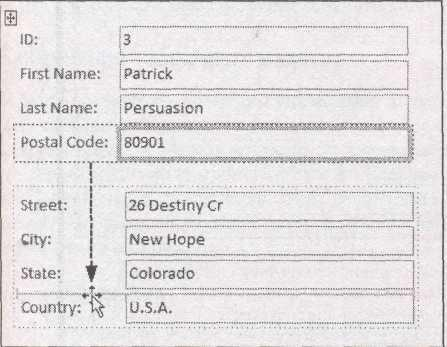 ID: 3
First Name: Patrick
Last Name: Persuasion
Postal Code: 80901
Street: 26 Destiny Cr
City: New Hope
State: Colorado
Country: U.S.A.